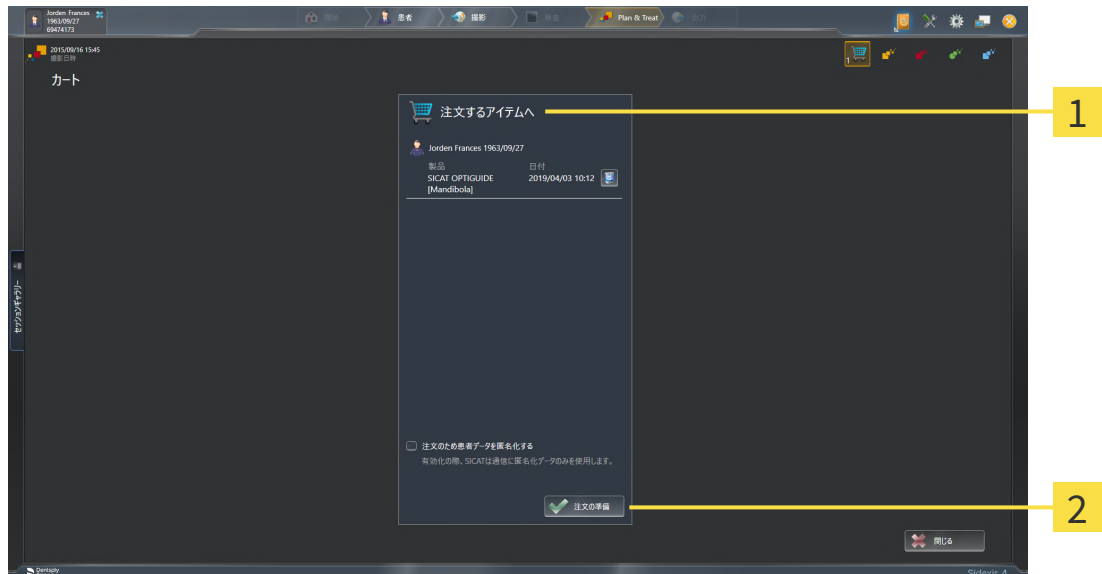 Jorden Frances
1963/09/27
69474173
開始
患者
撮影
検査
Plan & Treat
出力
2015/09/16 15:45
撮影日時
1
カート
注文するアイテムへ
1
Jorden Frances 1963/09/27
製品 日付
SICAT OPTIGUIDE 2019/04/03 10:12
[Mandibola]
セッションギャラリー
注文のため患者データを匿名化する
有効化の際、SICATは通信に匿名化データのみを使用します。
注文の準備
2
閉じる
Dentsply
Sidexis 4